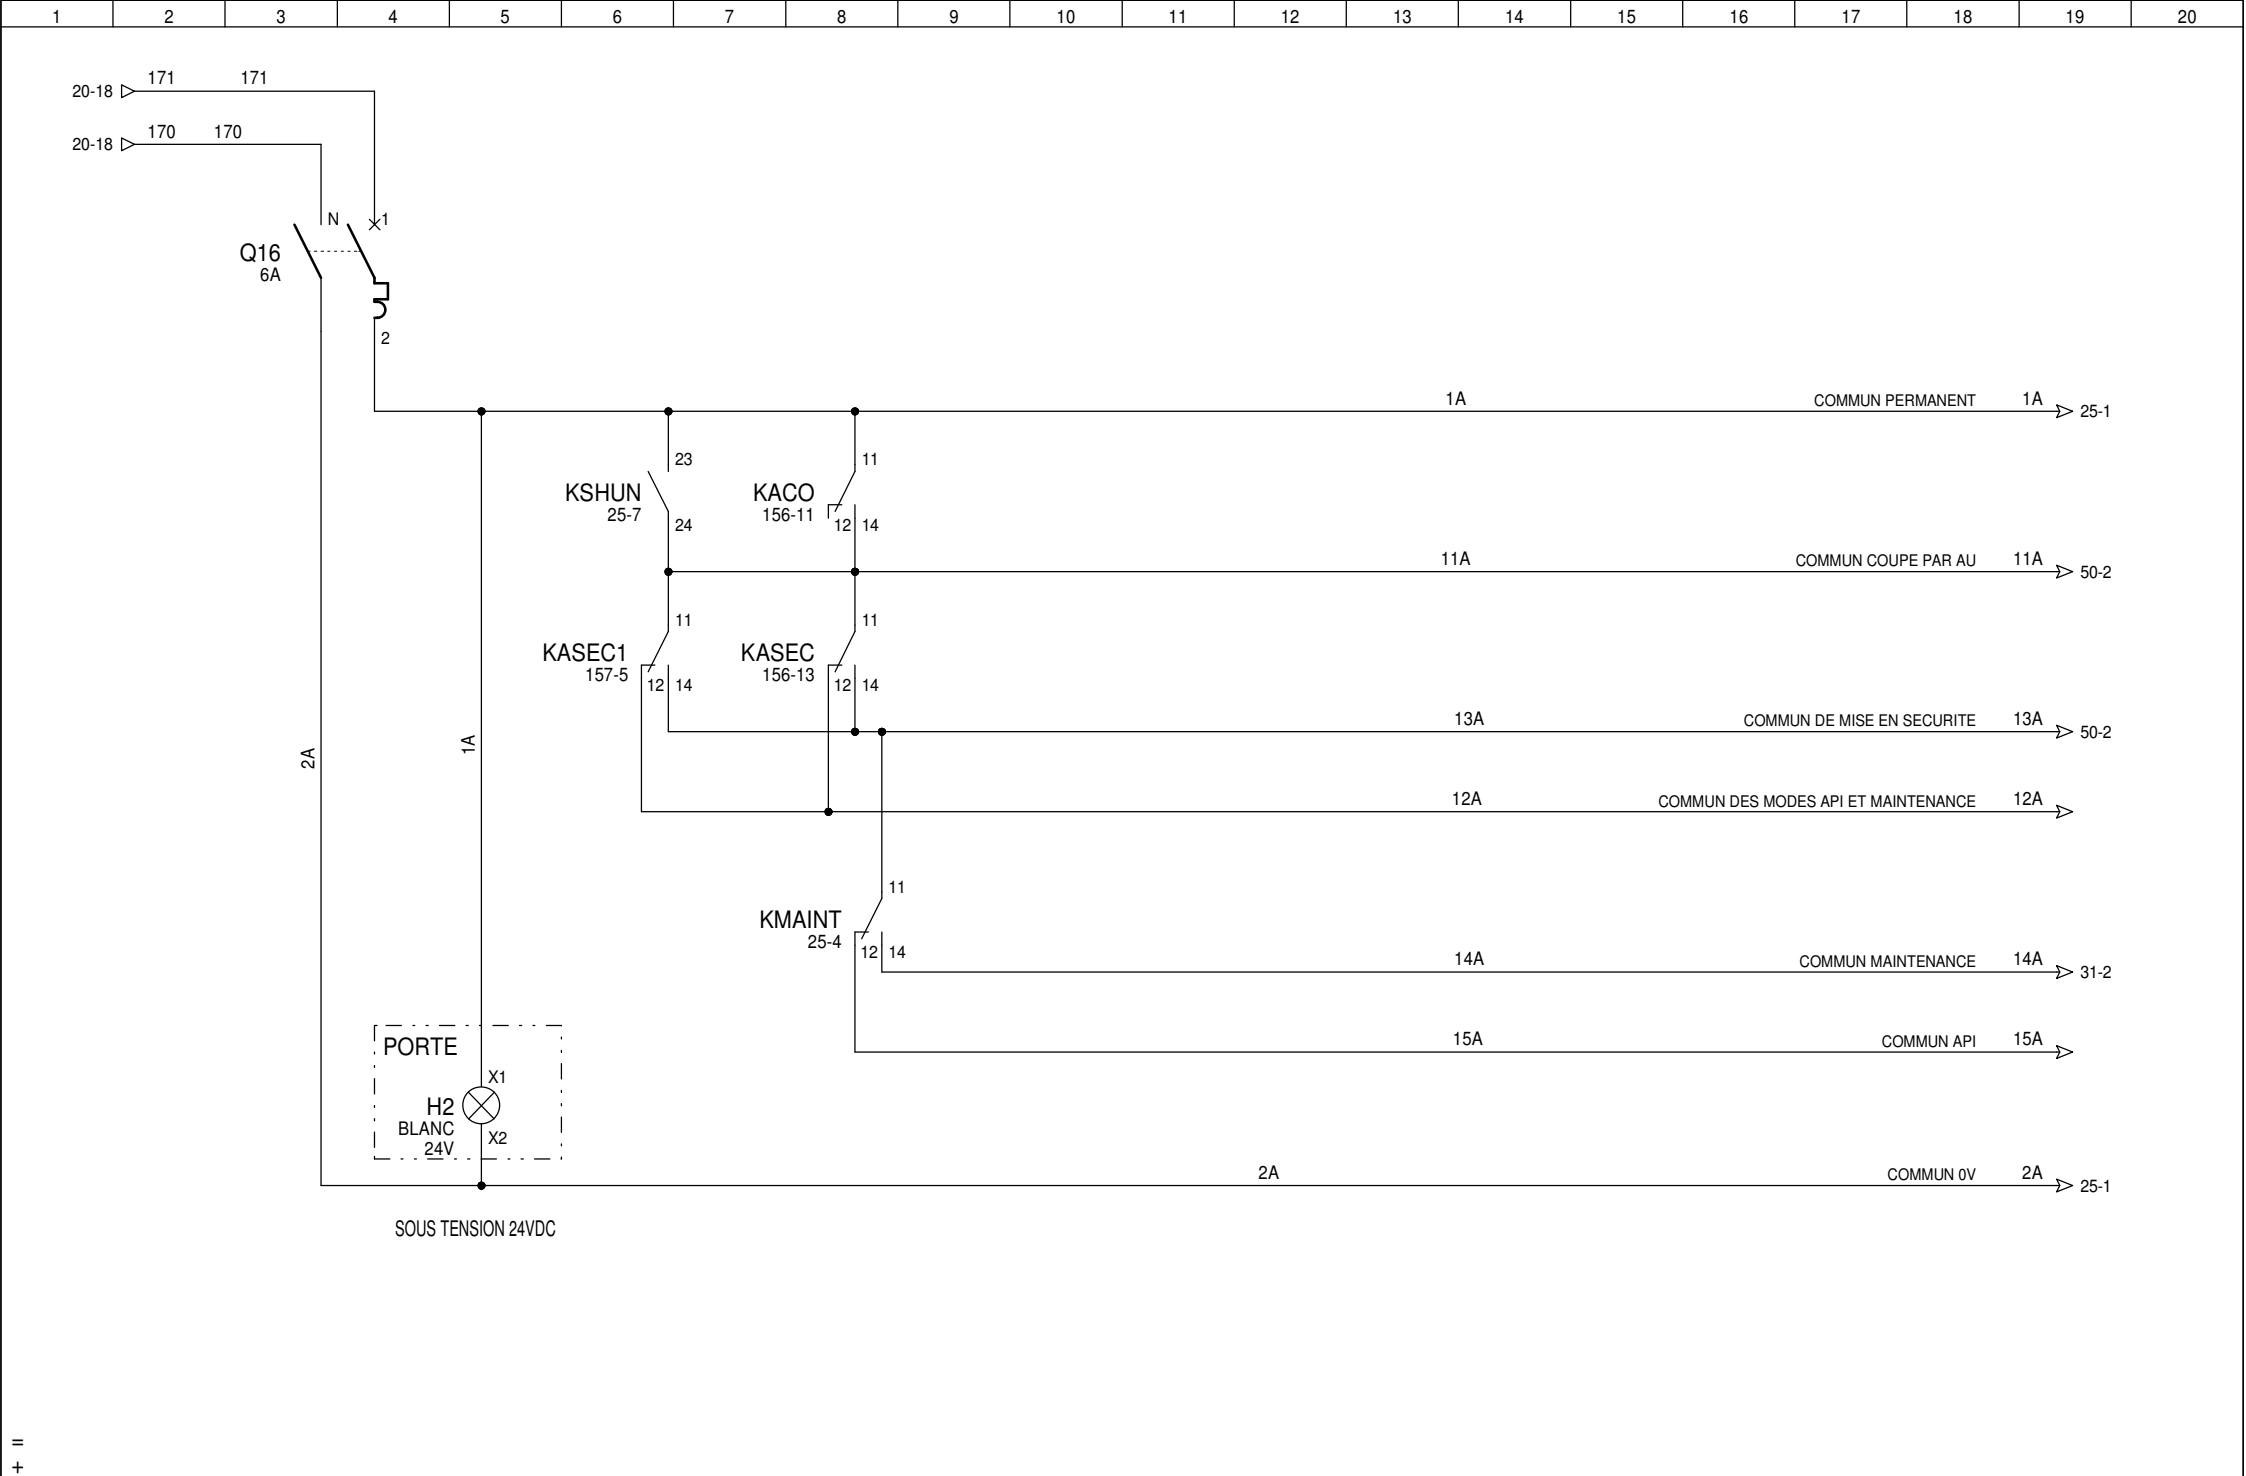 1 2 3 4 5 6 7 8 9 10 11 12 13 14 15 16 17 18 19 20
171 171
20-18
170 170
20-18
N 1
Q16
6A
2
1A COMMUN PERMANENT 1A 25-1
23 11
KSHUN KACO
25-7 156-11
24 12 14
11A COMMUN COUPE PAR AU 11A 50-2
11 11
KASEC1 KASEC
157-5 156-13
12 14 12 14
13A COMMUN DE MISE EN SECURITE 13A 50-2
2A 1A
12A COMMUN DES MODES API ET MAINTENANCE 12A
11
KMAINT
25-4
12 14
14A COMMUN MAINTENANCE 14A 31-2
15A COMMUN API 15A
PORTE
X1
H2
BLANC
24V
X2
2A COMMUN 0V 2A 25-1
SOUS TENSION 24VDC
=
+